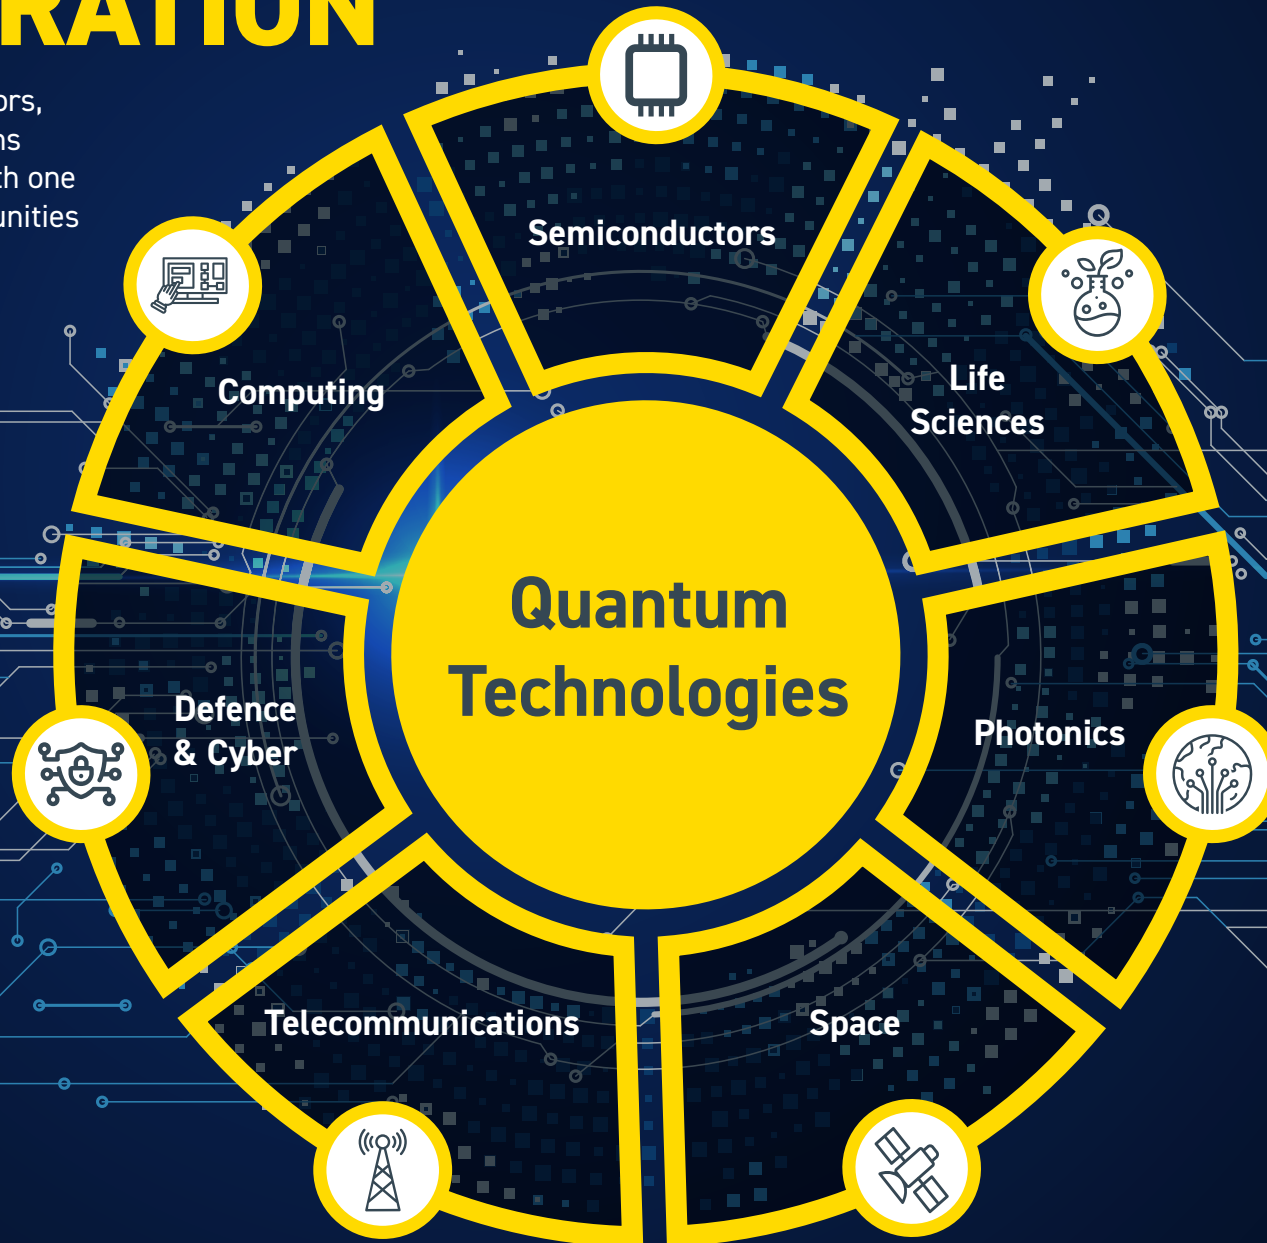 RATION
ors,
ns
th one
unities
Semiconductors
Computing
Life
Sciences
Quantum
Technologies
Defence
& Cyber
Photonics
Telecommunications
Space